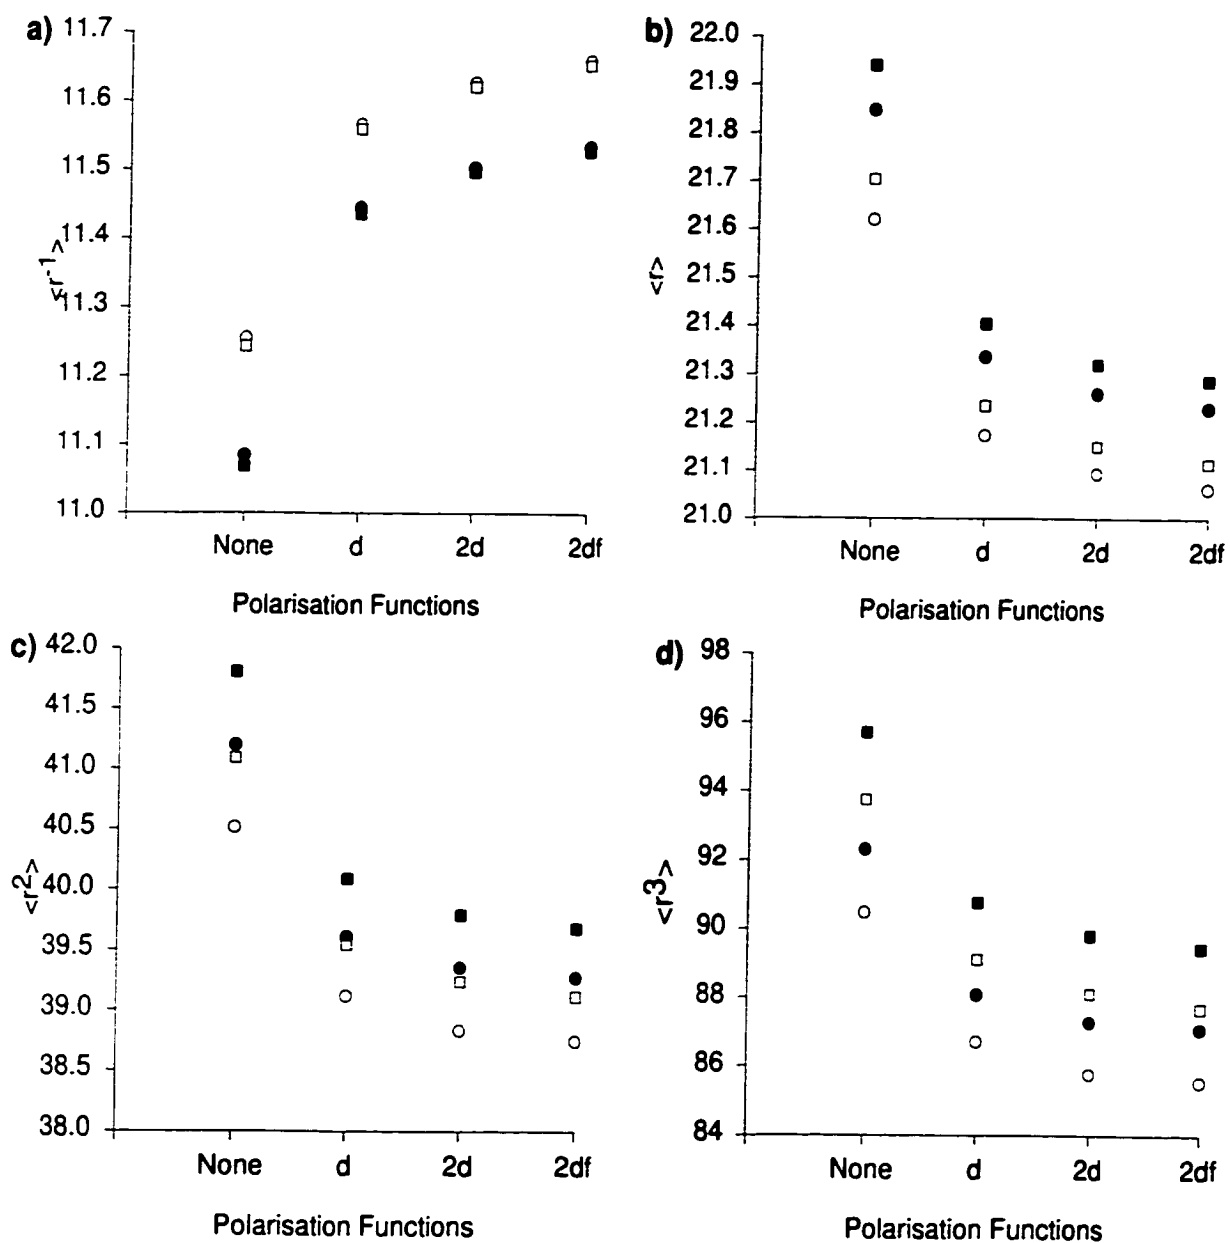 a)
11.7
11.6
11.5
11.4
11.3
11.2
11.1
11.0
<r-1>
None d 2d 2df
Polarisation Functions
b)
22.0
21.9
21.8
21.7
21.6
21.5
21.4
21.3
21.2
21.1
21.0
<r>
None d 2d 2df
Polarisation Functions
c)
42.0
41.5
41.0
40.5
40.0
39.5
39.0
38.5
38.0
<r2>
None d 2d 2df
Polarisation Functions
d)
98
96
94
92
90
88
86
84
<r3>
None d 2d 2df
Polarisation Functions